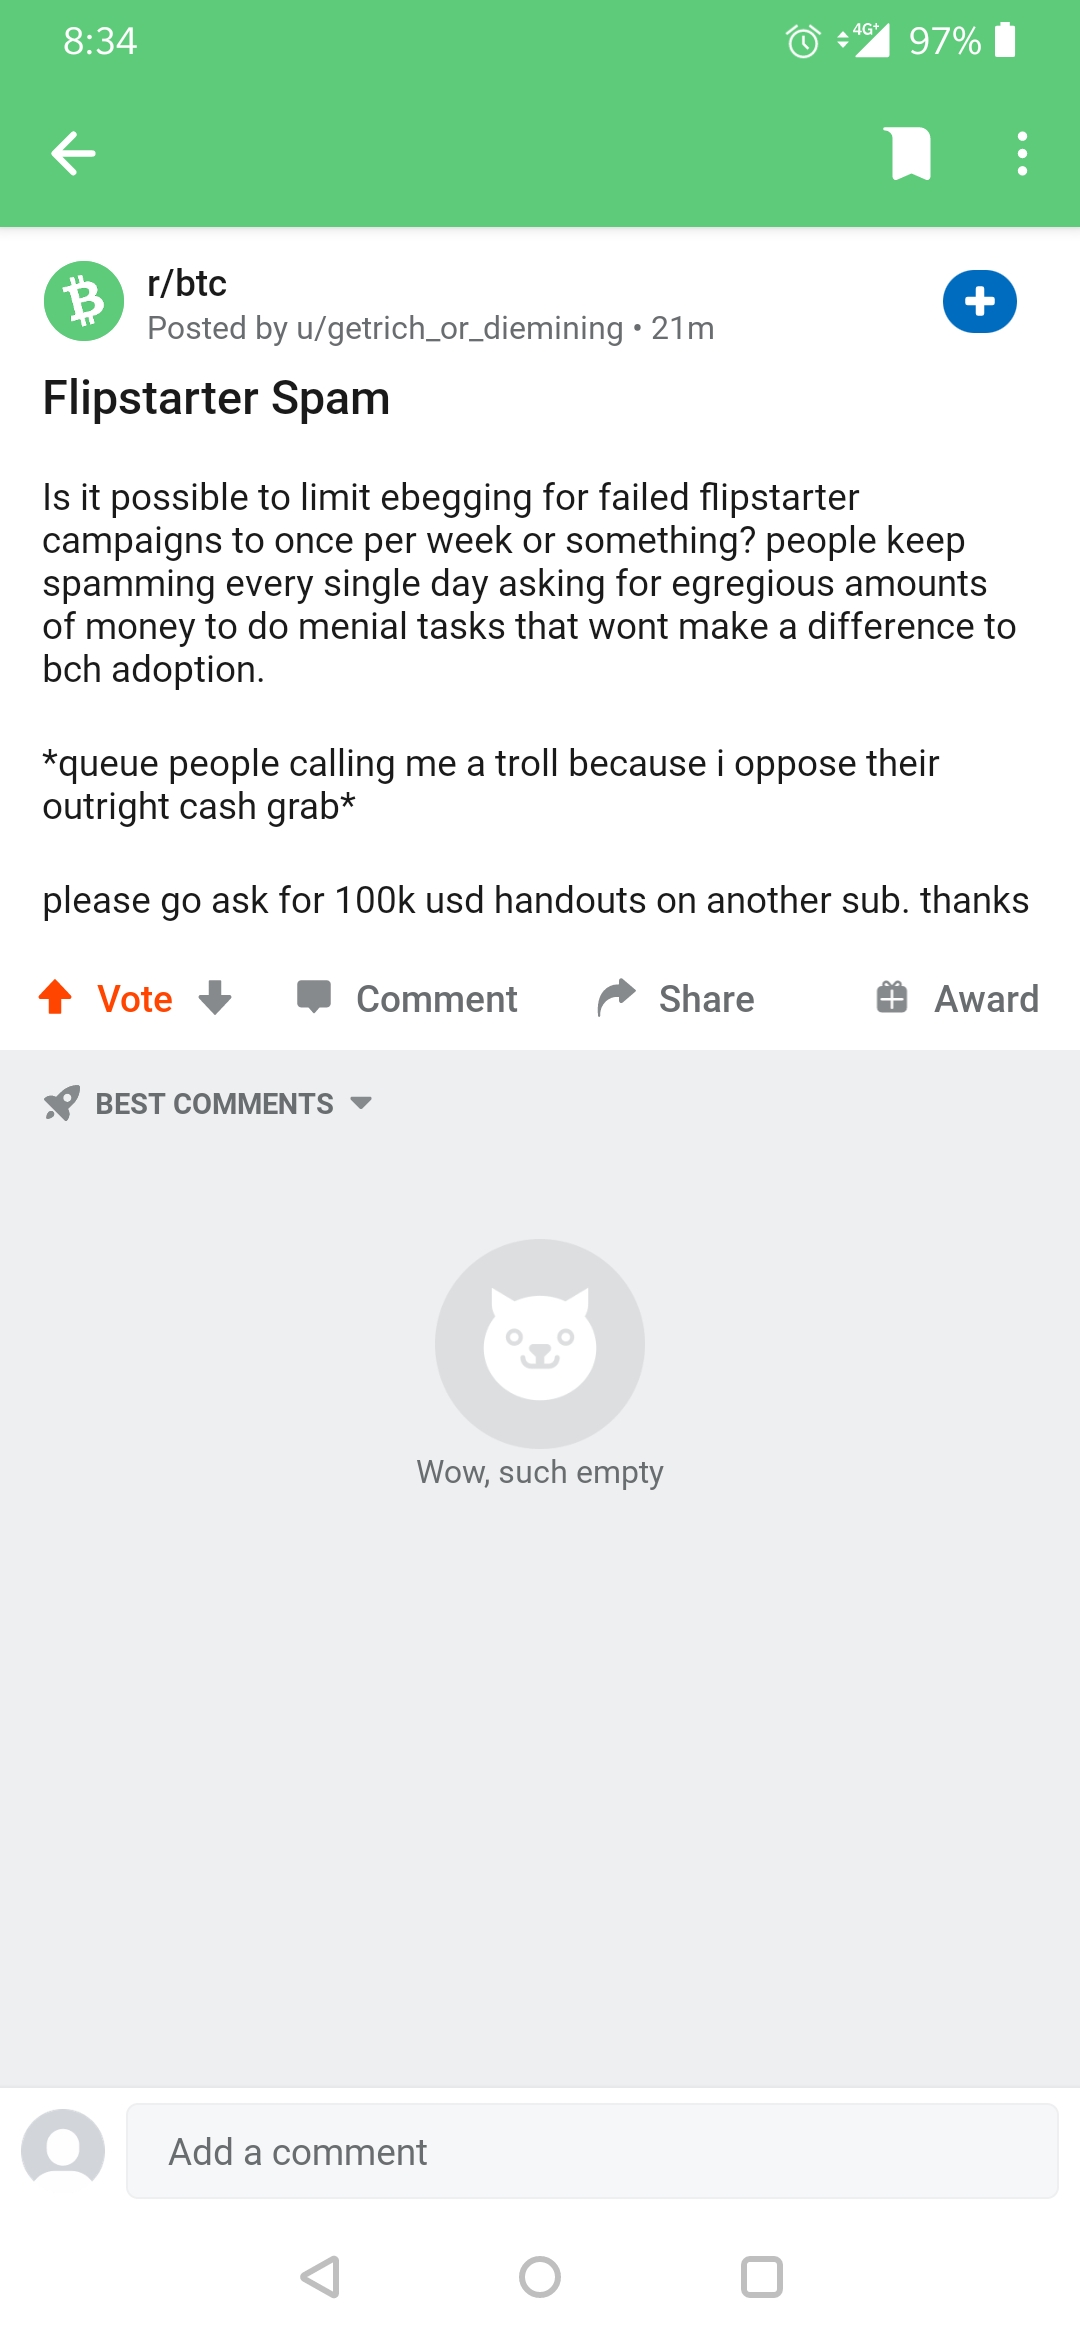 8:34
4G+ 97%
r/btc
Posted by u/getrich_or_diemining • 21m
Flipstarter Spam
Is it possible to limit ebegging for failed flipstarter
campaigns to once per week or something? people keep
spamming every single day asking for egregious amounts
of money to do menial tasks that wont make a difference to
bch adoption.
*queue people calling me a troll because i oppose their
outright cash grab*
please go ask for 100k usd handouts on another sub. thanks
Vote Comment Share Award
BEST COMMENTS
Wow, such empty
Add a comment